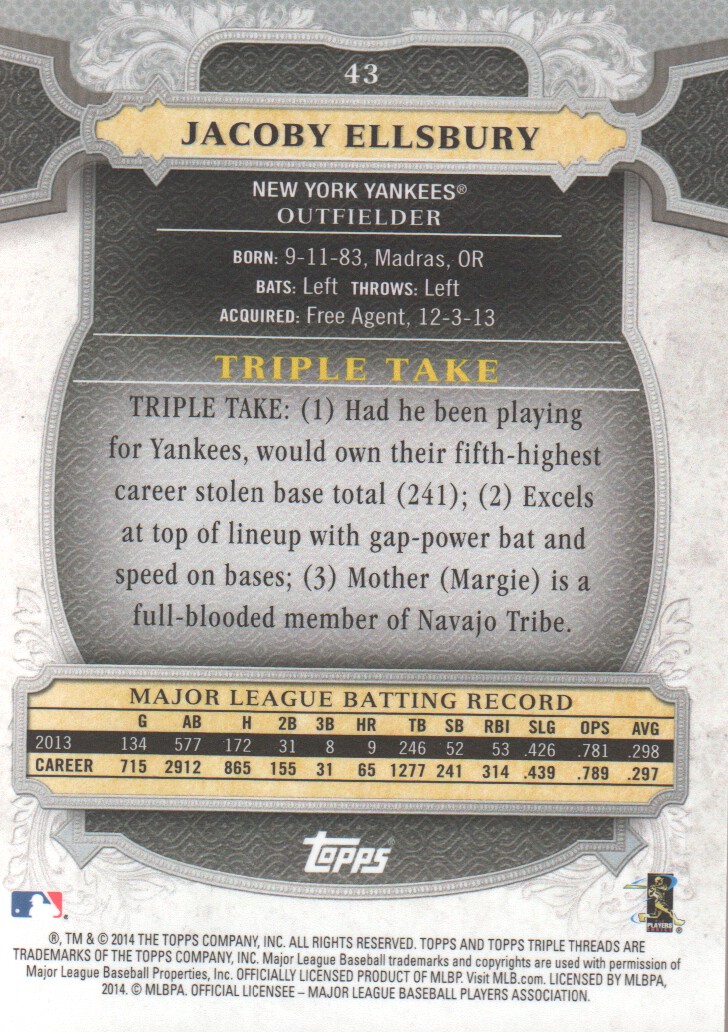 43
JACOBY ELLSBURY
NEW YORK YANKEES®
OUTFIELDER
BORN: 9-11-83, Madras, OR
BATS: Left THROWS: Left
ACQUIRED: Free Agent, 12-3-13
TRIPLE TAKE
TRIPLE TAKE: (1) Had he been playing
for Yankees, would own their fifth-highest
career stolen base total (241); (2) Excels
at top of lineup with gap-power bat and
speed on bases; (3) Mother (Margie) is a
full-blooded member of Navajo Tribe.
MAJOR LEAGUE BATTING RECORD
G AB H 2B 3B HR TB SB RBI SLG OPS AVG
2013 134 577 172 31 8 9 246 52 53 .426 .781 .298
CAREER 715 2912 865 155 31 65 1277 241 314 .439 .789 .297
Topps®
®
PLAYERS ®
®, TM & © 2014 THE TOPPS COMPANY, INC. ALL RIGHTS RESERVED. TOPPS AND TOPPS TRIPLE THREADS ARE
TRADEMARKS OF THE TOPPS COMPANY, INC. Major League Baseball trademarks and copyrights are used with permission of
Major League Baseball Properties, Inc. OFFICIALLY LICENSED PRODUCT OF MLBP. Visit MLB.com. LICENSED BY MLBPA,
2014. © MLBPA. OFFICIAL LICENSEE – MAJOR LEAGUE BASEBALL PLAYERS ASSOCIATION.